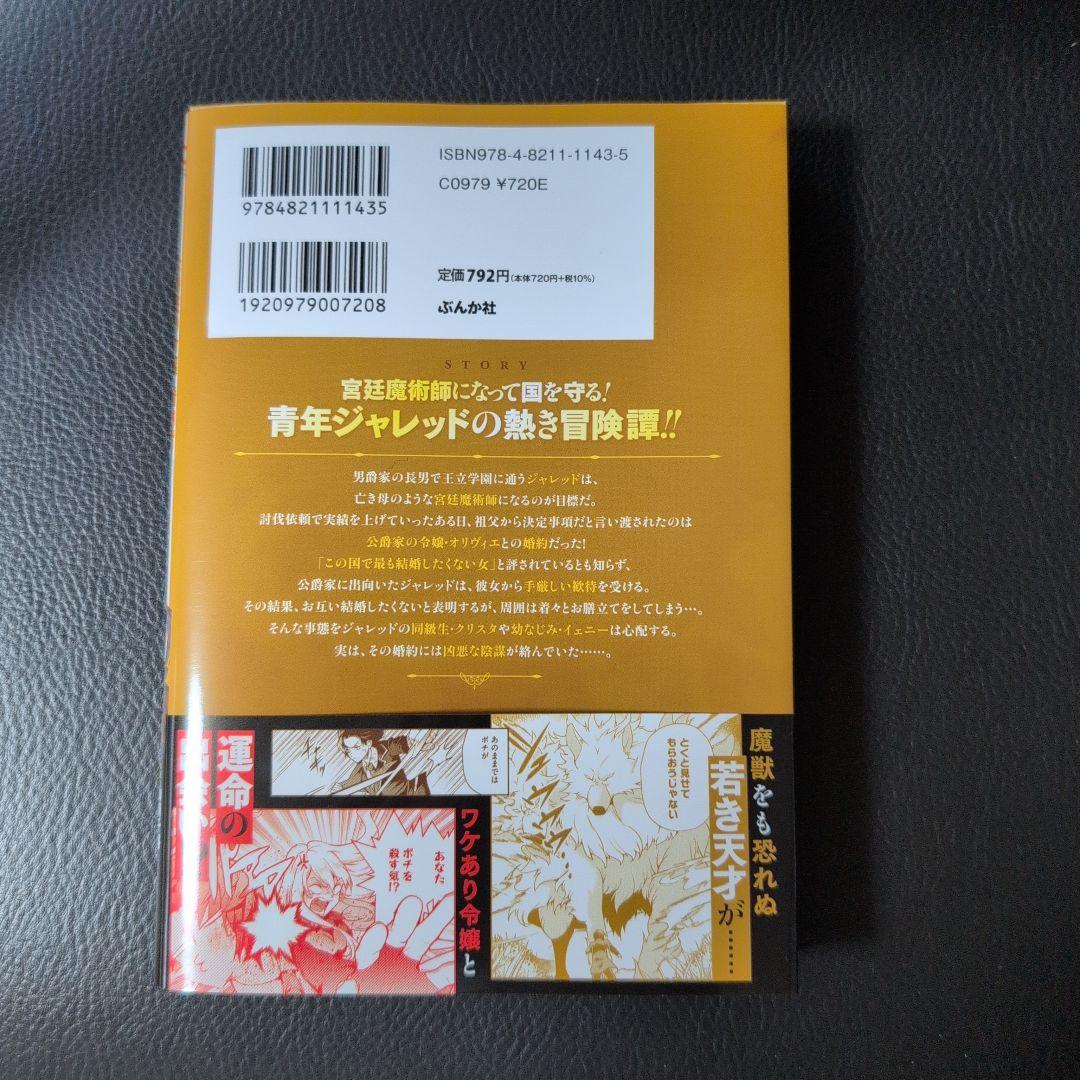 ISBN978-4-8211-1143-5
C0979 ¥720E
9784821111435
定価792円(本体720円+税10%)
1920979007208
ぶんか社
STORY
宮廷魔術師になって国を守る!
青年ジャレッドの熱き冒険譚!!
男爵家の長男で王立学園に通うジャレッドは、
亡き母のような宮廷魔術師になるのが目標だ。
討伐依頼で実績を上げていったある日、祖父から決定事項だと言い渡されたのは
公爵家の令嬢・オリヴィエとの婚約だった!
「この国で最も結婚したくない女」と評されているとも知らず、
公爵家に出向いたジャレッドは、彼女から手厳しい歓待を受ける。
その結果、お互い結婚したくないと表明するが、周囲は着々とお膳立てをしてしまう…。
そんな事態をジャレッドの同級生・クリスタや幼なじみ・イェニーは心配する。
実は、その婚約には凶悪な陰謀が絡んでいた……。
魔獣をも恐れぬ
若き天才が……
とくと見せて
もらおうじゃない
あのままでは
ポチが
ワケあり令嬢と
あなた
ポチを
殺す気!?
運命の